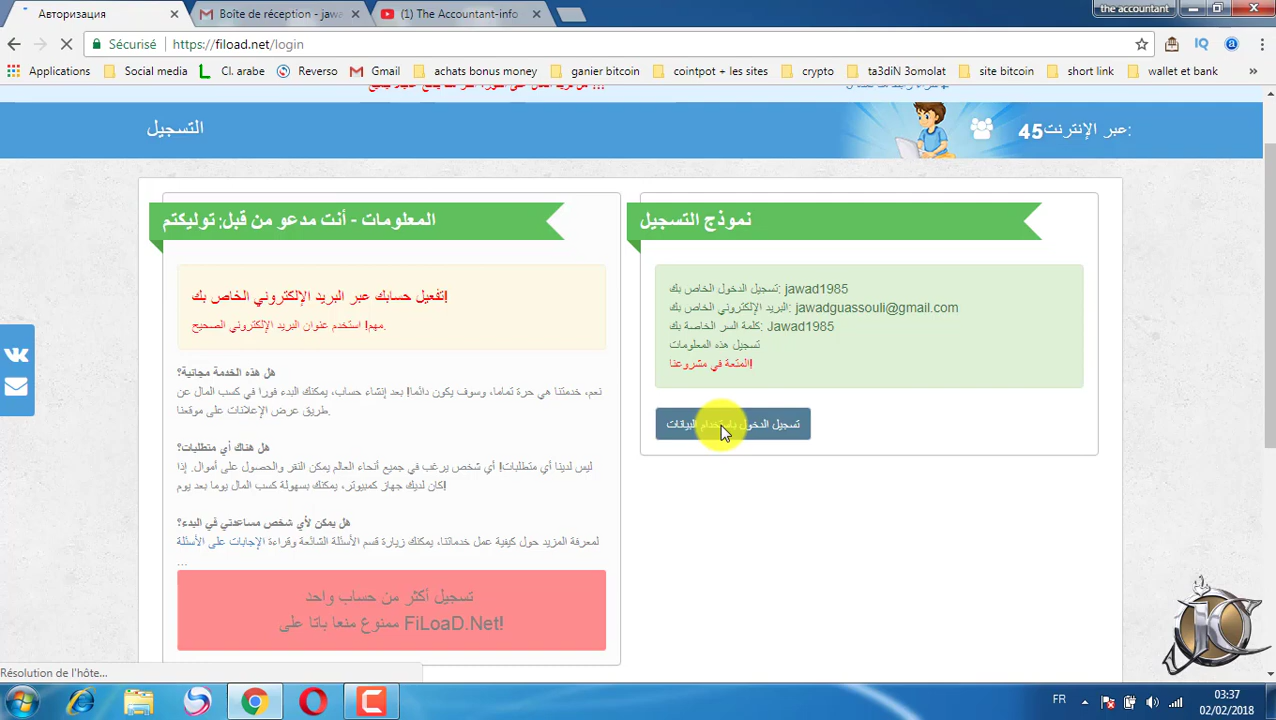 Авторизация
Boîte de réception - jawa
(1) The Accountant-info
the accountant
Sécurisé
https://fiload.net/login
Applications
Social media
Cl. arabe
Reverso
Gmail
achats bonus money
ganier bitcoin
cointpot + les sites
crypto
ta3diN 3omolat
site bitcoin
short link
wallet et bank
»
التسجيل
عبر الإنترنت45:
المعلومات - أنت مدعو من قبل: توليكتم
!تفعيل حسابك عبر البريد الإلكتروني الخاص بك
.مهم! استخدم عنوان البريد الإلكتروني الصحيح
هل هذه الخدمة مجانية؟
نعم، خدمتنا هي حرة تماما، وسوف يكون دائما! بعد إنشاء حساب، يمكنك البدء فورا في كسب المال عن
.طريق عرض الإعلانات على موقعنا
هل هناك أي متطلبات؟
ليس لدينا أي متطلبات! أي شخص يرغب في جميع أنحاء العالم يمكن النقر والحصول على أموال. إذا
!كان لديك جهاز كمبيوتر، يمكنك بسهولة كسب المال يوما بعد يوم
هل يمكن لأي شخص مساعدتي في البدء؟
لمعرفة المزيد حول كيفية عمل خدماتنا، يمكنك زيارة قسم الأسئلة الشائعة وقراءة الإجابات على الأسئلة
...
تسجيل أكثر من حساب واحد
ممنوع منعا باتا على FiLoaD.Net!
نموذج التسجيل
تسجيل الدخول الخاص بك: jawad1985
البريد الإلكتروني الخاص بك: jawadguassouli@gmail.com
كلمة السر الخاصة بك: Jawad1985
تسجيل هذه المعلومات
!المتعة في مشروعنا
تسجيل الدخول باستخدام البيانات
Résolution de l'hôte...
FR
03:37
02/02/2018